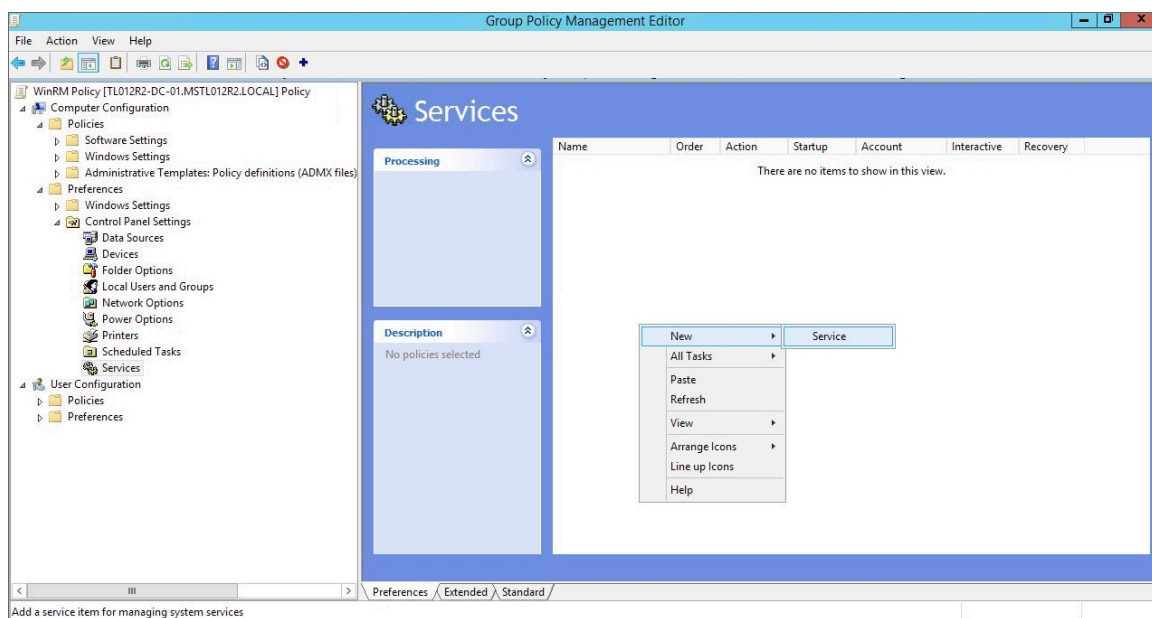 Group Policy Management Editor
File Action View Help
WinRM Policy [TL012R2-DC-01.MSTL012R2.LOCAL] Policy
Computer Configuration
Policies
Software Settings
Windows Settings
Administrative Templates: Policy definitions (ADMX files)
Preferences
Windows Settings
Control Panel Settings
Data Sources
Devices
Folder Options
Local Users and Groups
Network Options
Power Options
Printers
Scheduled Tasks
Services
User Configuration
Policies
Preferences
Services
Processing
Description
No policies selected
Name Order Action Startup Account Interactive Recovery
There are no items to show in this view.
New Service
All Tasks
Paste
Refresh
View
Arrange Icons
Line up Icons
Help
Preferences Extended Standard
Add a service item for managing system services